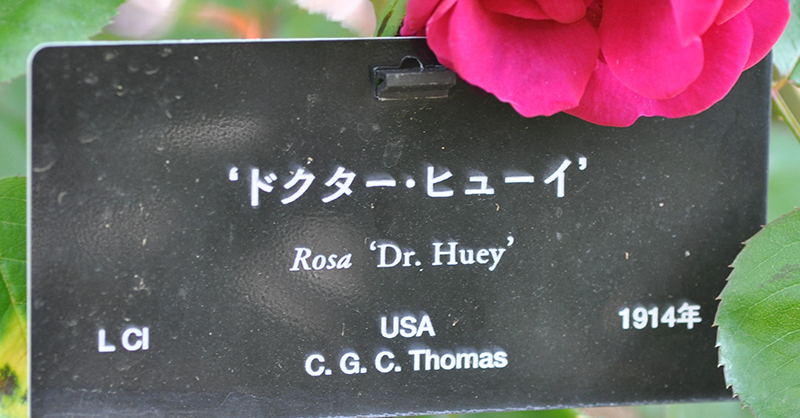 ‘ドクター・ヒューイ’
Rosa ‘Dr. Huey’
L Cl USA 1914年
C. G. C. Thomas